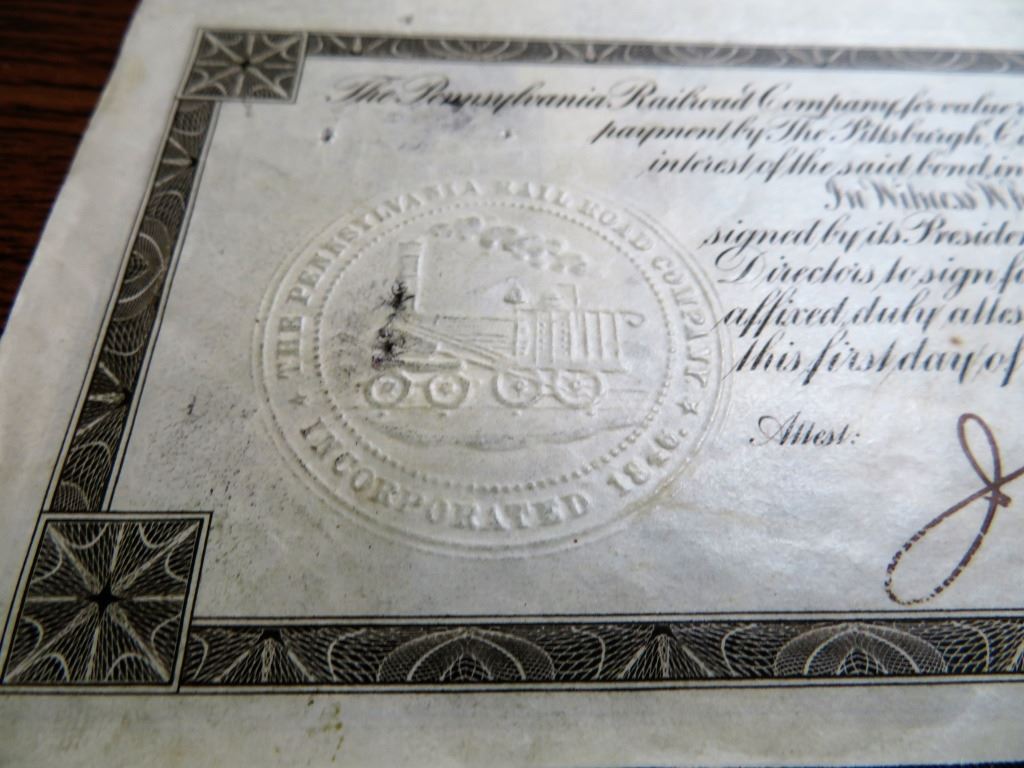 The Pennsylvania Railroad Company, for value
payment by The Pittsburgh, C
interest of the said bond, in
In Witness Wh
signed by its Presiden
Directors to sign fo
affixed, duly attes
this first day of
Attest:
THE PENNSYLVANIA RAIL ROAD COMPANY
INCORPORATED 1846.